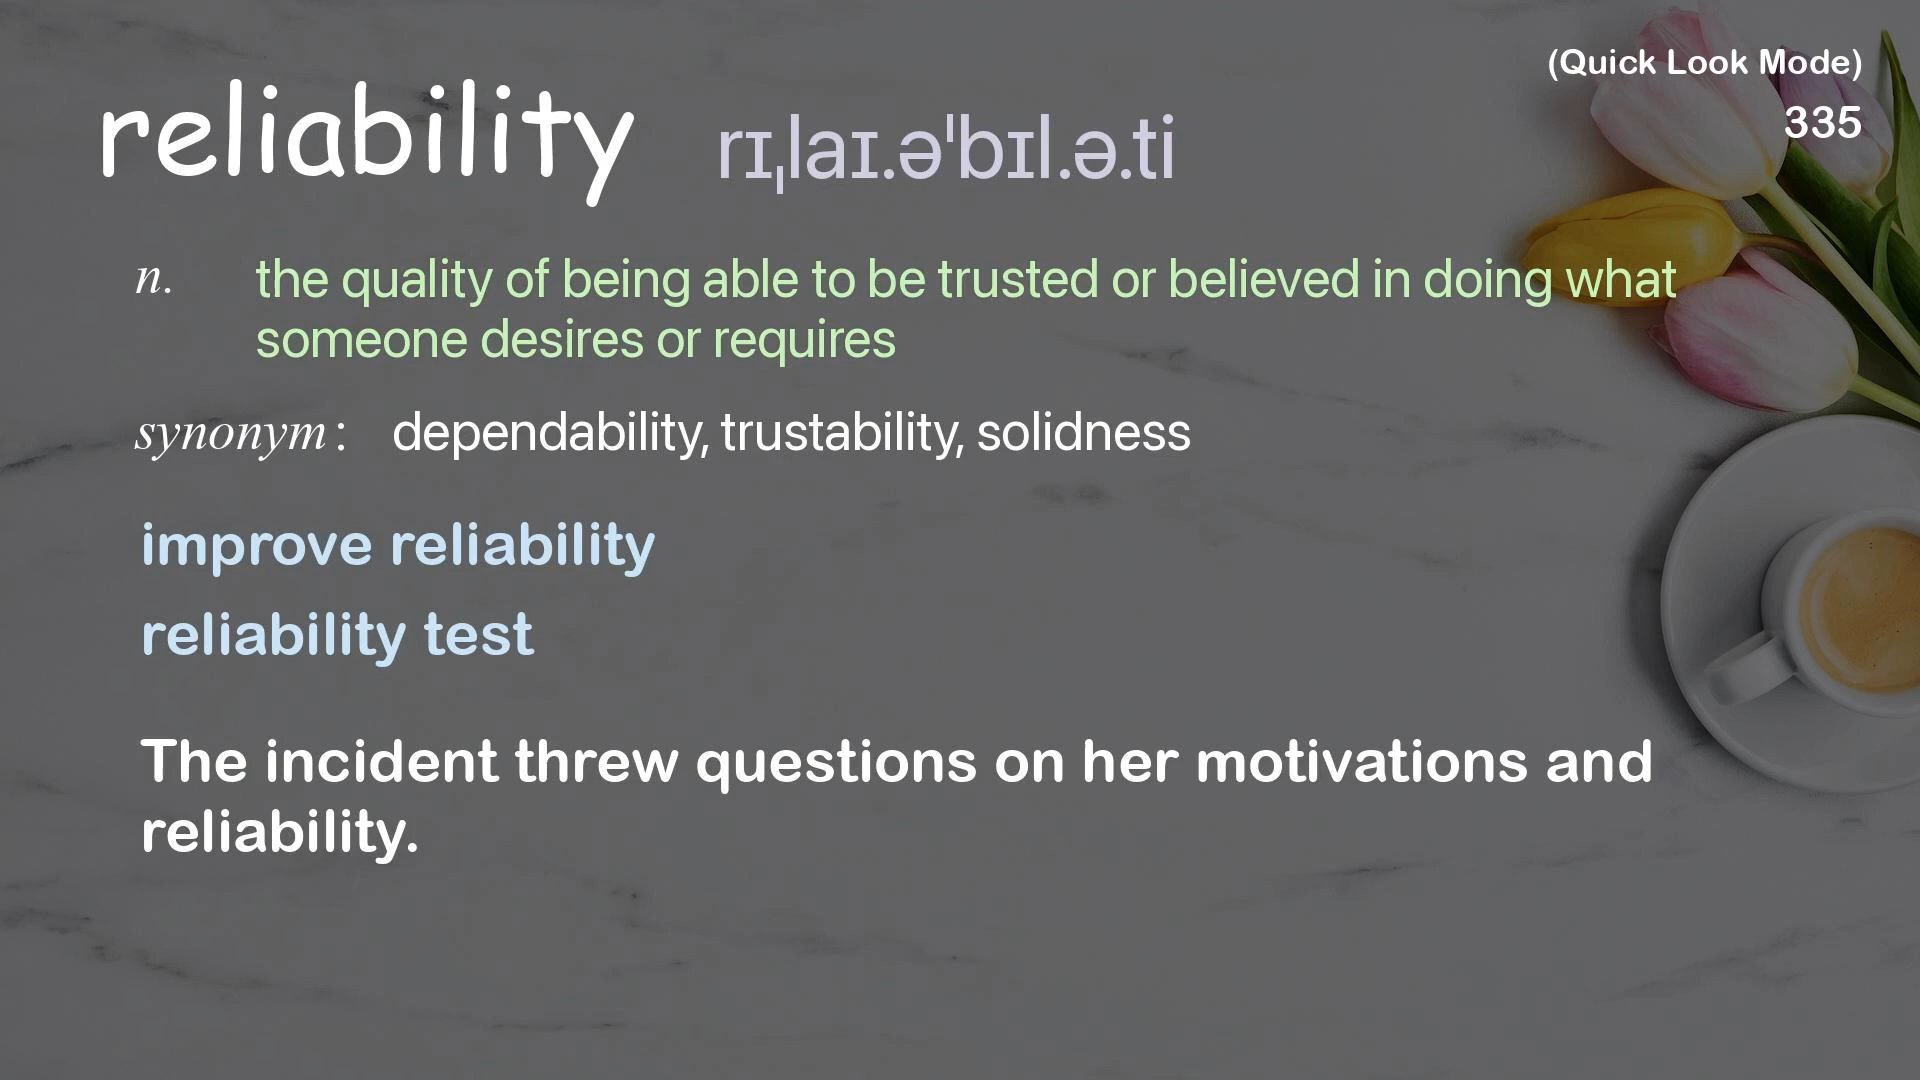 (Quick Look Mode)
335
reliability rɪˌlaɪ.əˈbɪl.ə.ti
n. the quality of being able to be trusted or believed in doing what
someone desires or requires
synonym: dependability, trustability, solidness
improve reliability
reliability test
The incident threw questions on her motivations and
reliability.